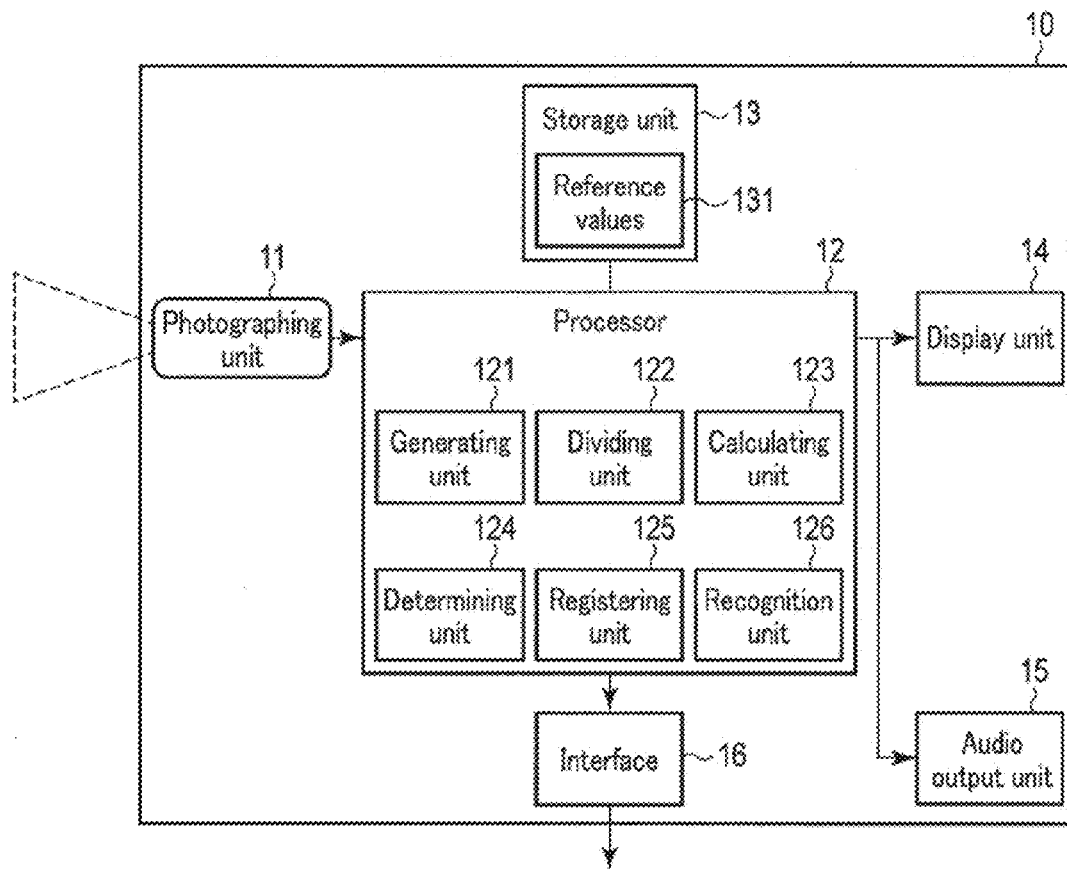 10
Storage unit
13
Reference
values
131
11
Photographing
unit
12
Processor
14
Display unit
121
122
123
Generating
unit
Dividing
unit
Calculating
unit
124
125
126
Determining
unit
Registering
unit
Recognition
unit
Interface
16
15
Audio
output unit